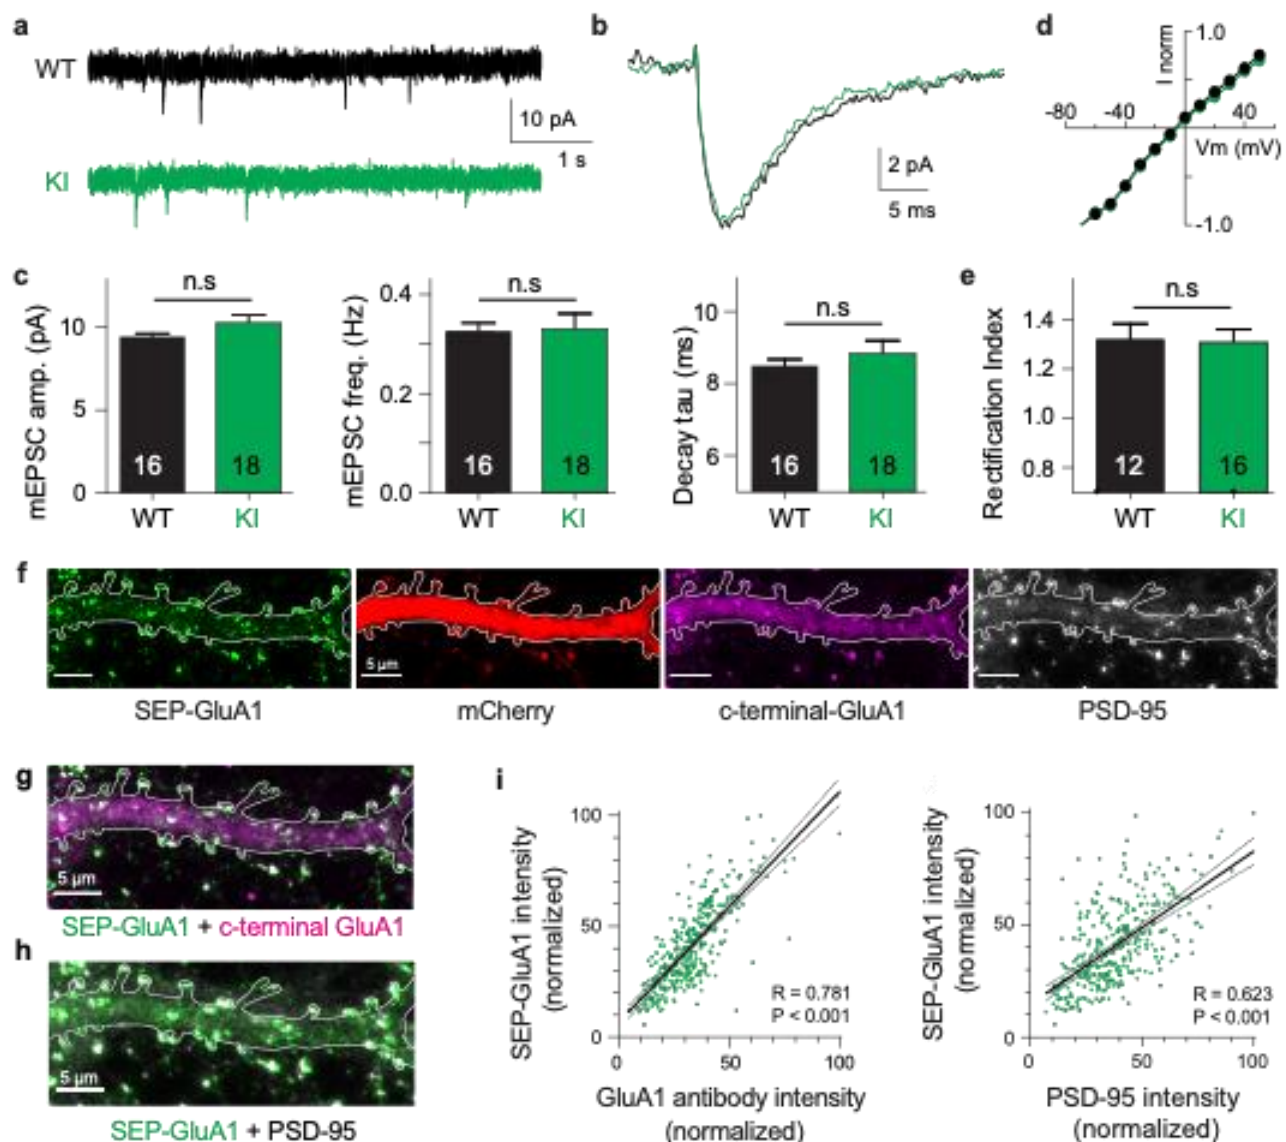 a
WT
10 pA
1 s
KI
b
2 pA
5 ms
d
I norm
1.0
-80 -40 40
Vm (mV)
-1.0
c
mEPSC amp. (pA)
10
5
0
n.s
16 18
WT KI
mEPSC freq. (Hz)
0.4
0.2
0.0
n.s
16 18
WT KI
Decay tau (ms)
10
8
6
n.s
16 18
WT KI
e
Rectification Index
1.4
1.2
1.0
0.8
n.s
12 16
WT KI
f
5 µm
SEP-GluA1 mCherry c-terminal-GluA1 PSD-95
g
5 µm
SEP-GluA1 + c-terminal GluA1
h
5 µm
SEP-GluA1 + PSD-95
i
SEP-GluA1 intensity
(normalized)
100
50
0
R = 0.781
P < 0.001
0 50 100
GluA1 antibody intensity
(normalized)
SEP-GluA1 intensity
(normalized)
100
50
0
R = 0.623
P < 0.001
0 50 100
PSD-95 intensity
(normalized)